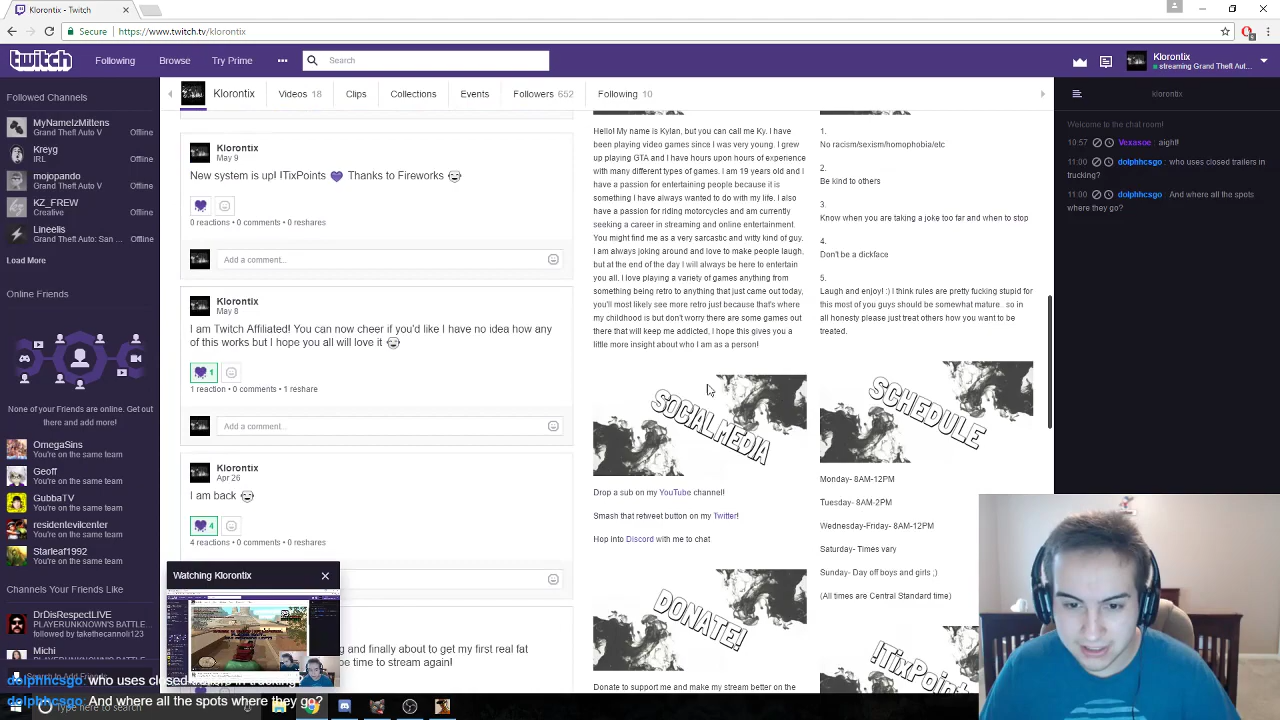 Klorontix - Twitch
Secure https://www.twitch.tv/klorontix
twitch Following Browse Try Prime Search
Klorontix
streaming Grand Theft Aut...
Followed Channels
MyNameIzMittens
Grand Theft Auto V Offline
Kreyg
IRL Offline
mojopando
Grand Theft Auto V Offline
KZ_FREW
Creative Offline
Lineelis
Grand Theft Auto: San ... Offline
Load More
Online Friends
None of your Friends are online. Get out
there and add more!
OmegaSins
You're on the same team
Geoff
You're on the same team
GubbaTV
You're on the same team
residentevilcenter
You're on the same team
Starleaf1992
You're on the same team
Channels Your Friends Like
DrDisRespectLIVE
PLAYERUNKNOWN'S BATTLE...
followed by takethecannoli123
Michi
PLAYERUNKNOWN'S BATTLE...
Klorontix Videos 18 Clips Collections Events Followers 652 Following 10
Klorontix
May 9
New system is up! !TixPoints Thanks to Fireworks
0 reactions • 0 comments • 0 reshares
Add a comment...
Klorontix
May 8
I am Twitch Affiliated! You can now cheer if you'd like I have no idea how any
of this works but I hope you all will love it
1
1 reaction • 0 comments • 1 reshare
Add a comment...
Klorontix
Apr 26
I am back
4
4 reactions • 0 comments • 0 reshares
Watching Klorontix
g and finally about to get my first real fat
be time to stream again!
Hello! My name is Kylan, but you can call me Ky. I have
been playing video games since I was very young. I grew
up playing GTA and I have hours upon hours of experience
with many different types of games. I am 19 years old and I
have a passion for entertaining people because it is
something I have always wanted to do with my life. I also
have a passion for riding motorcycles and am currently
seeking a career in streaming and online entertainment.
You might find me as a very sarcastic and witty kind of guy,
I am always joking around and love to make people laugh,
but at the end of the day I will always be here to entertain
you all. I love playing a variety of games anything from
something being retro to anything that just came out today,
you'll most likely see more retro just because that's where
my childhood is but don't worry there are some games out
there that will keep me addicted, I hope this gives you a
little more insight about who I am as a person!
SOCIAL MEDIA
Drop a sub on my YouTube channel!
Smash that retweet button on my Twitter!
Hop into Discord with me to chat
DONATE!
Donate to support me and make my stream better on the
1.
No racism/sexism/homophobia/etc
2.
Be kind to others
3.
Know when you are taking a joke too far and when to stop
4.
Don't be a dickface
5.
Laugh and enjoy! :) I think rules are pretty fucking stupid for
this most of you guys should be somewhat mature.. so in
all honesty please just treat others how you want to be
treated.
SCHEDULE
Monday- 8AM-12PM
Tuesday- 8AM-2PM
Wednesday-Friday- 8AM-12PM
Saturday- Times vary
Sunday- Day off boys and girls ;)
(All times are Central Standard time)
!TixPoint
klorontix
Welcome to the chat room!
10:57 Vexasoe: aight!
11:00 dolphhcsgo: who uses closed trailers in
trucking?
11:00 dolphhcsgo: And where all the spots
where they go?
dolphhcsgo: who uses closed trailers in trucking?
dolphhcsgo: And where all the spots where they go?